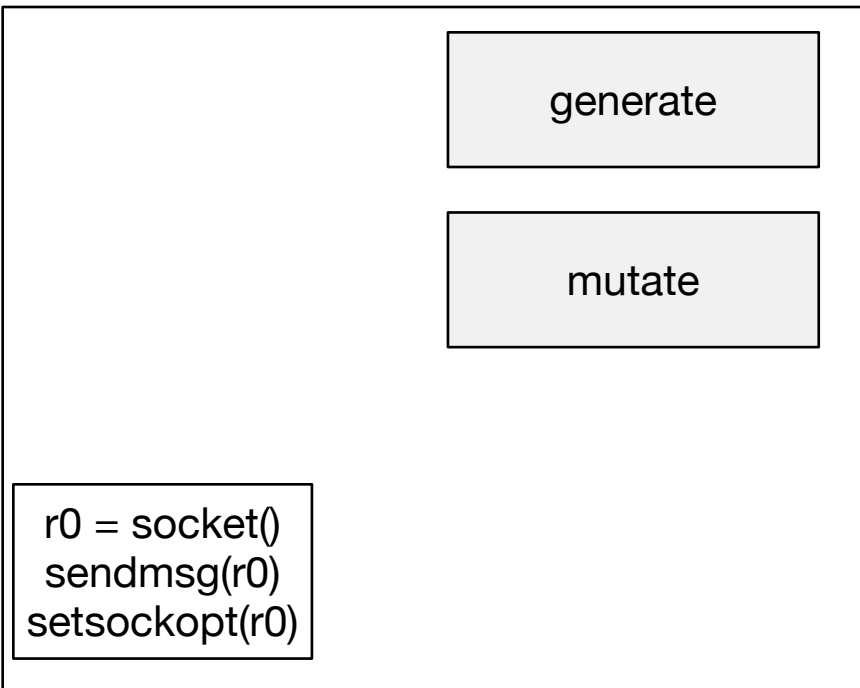 generate
mutate
r0 = socket()
sendmsg(r0)
setsockopt(r0)